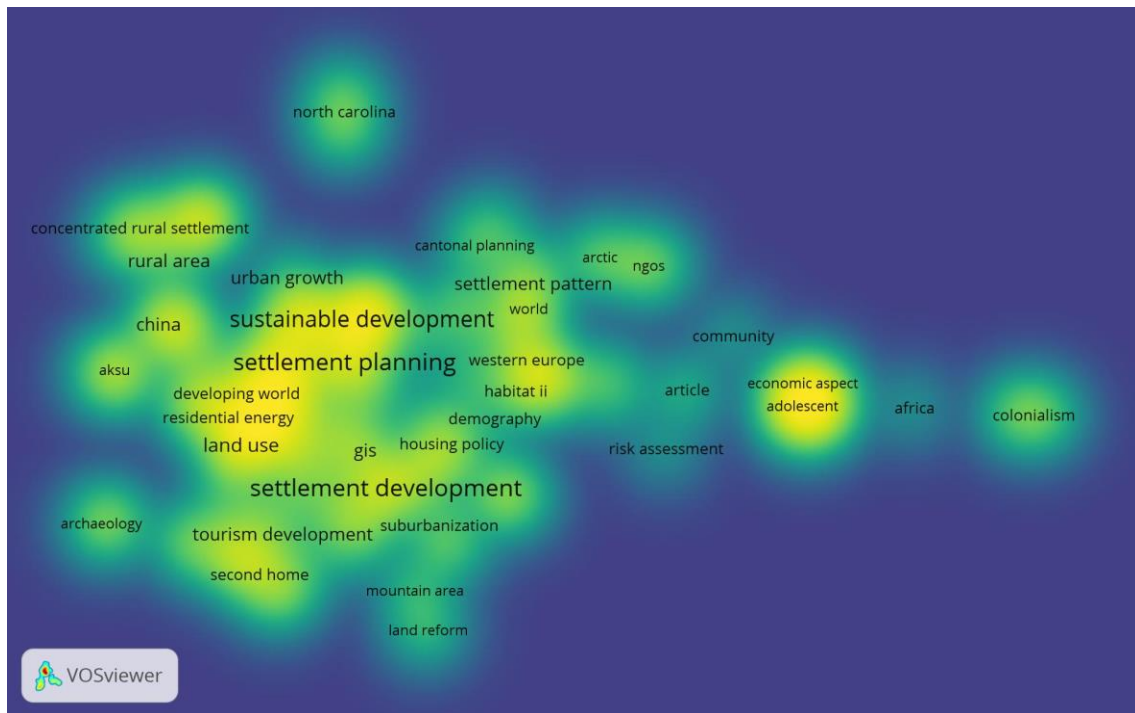 north carolina
concentrated rural settlement
rural area
cantonal planning
arctic
ngos
urban growth
settlement pattern
world
sustainable development
china
community
settlement planning
western europe
aksu
economic aspect
developing world
habitat ii
article
adolescent
africa
colonialism
residential energy
demography
land use
gis
housing policy
risk assessment
settlement development
archaeology
tourism development
suburbanization
second home
mountain area
land reform
VOSviewer